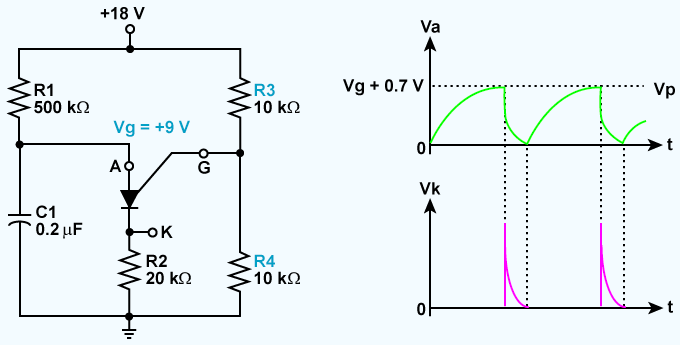 +18 V
R1
500 kΩ
R3
10 kΩ
Vg = +9 V
A
G
C1
0.2 µF
K
R2
20 kΩ
R4
10 kΩ
Va
Vg + 0.7 V
Vp
0
t
Vk
0
t